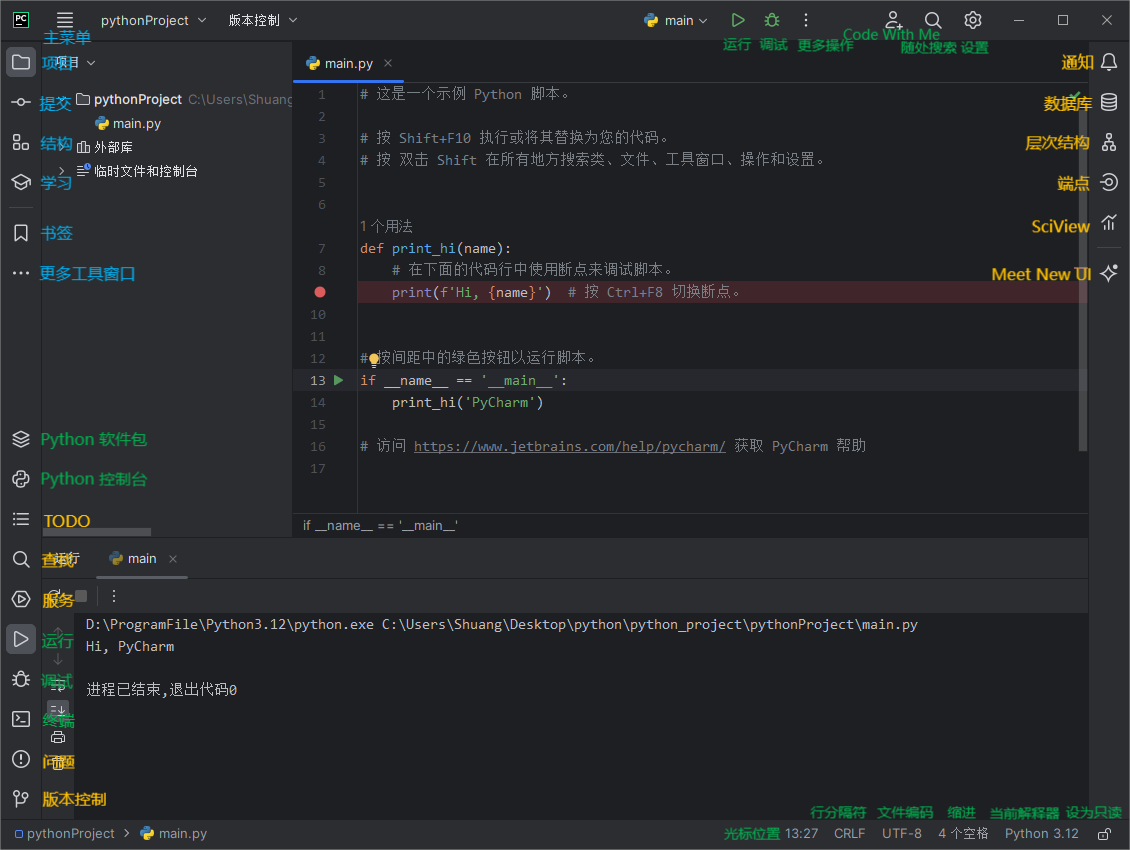 PC pythonProject 版本控制 main
主菜单 运行 调试 更多操作 Code With Me 随处搜索 设置
项目 项目 main.py 通知
提交 pythonProject C:\Users\Shuang 1 # 这是一个示例 Python 脚本。 数据库
main.py 2
结构 外部库 3 # 按 Shift+F10 执行或将其替换为您的代码。 层次结构
临时文件和控制台 4 # 按 双击 Shift 在所有地方搜索类、文件、工具窗口、操作和设置。
学习 5 端点
6
书签 1 个用法 SciView
7 def print_hi(name):
更多工具窗口 8 # 在下面的代码行中使用断点来调试脚本。 Meet New UI
print(f'Hi, {name}') # 按 Ctrl+F8 切换断点。
10
11
12 # 按间距中的绿色按钮以运行脚本。
13 if __name__ == '__main__':
14 print_hi('PyCharm')
15
Python 软件包 16 # 访问 https://www.jetbrains.com/help/pycharm/ 获取 PyCharm 帮助
17
Python 控制台
TODO if __name__ == '__main__'
查找 运行 main
服务
D:\ProgramFile\Python3.12\python.exe C:\Users\Shuang\Desktop\python\python_project\pythonProject\main.py
运行 Hi, PyCharm
调试 进程已结束,退出代码0
终端
问题
版本控制
行分隔符 文件编码 缩进 当前解释器 设为只读
pythonProject main.py 光标位置 13:27 CRLF UTF-8 4 个空格 Python 3.12